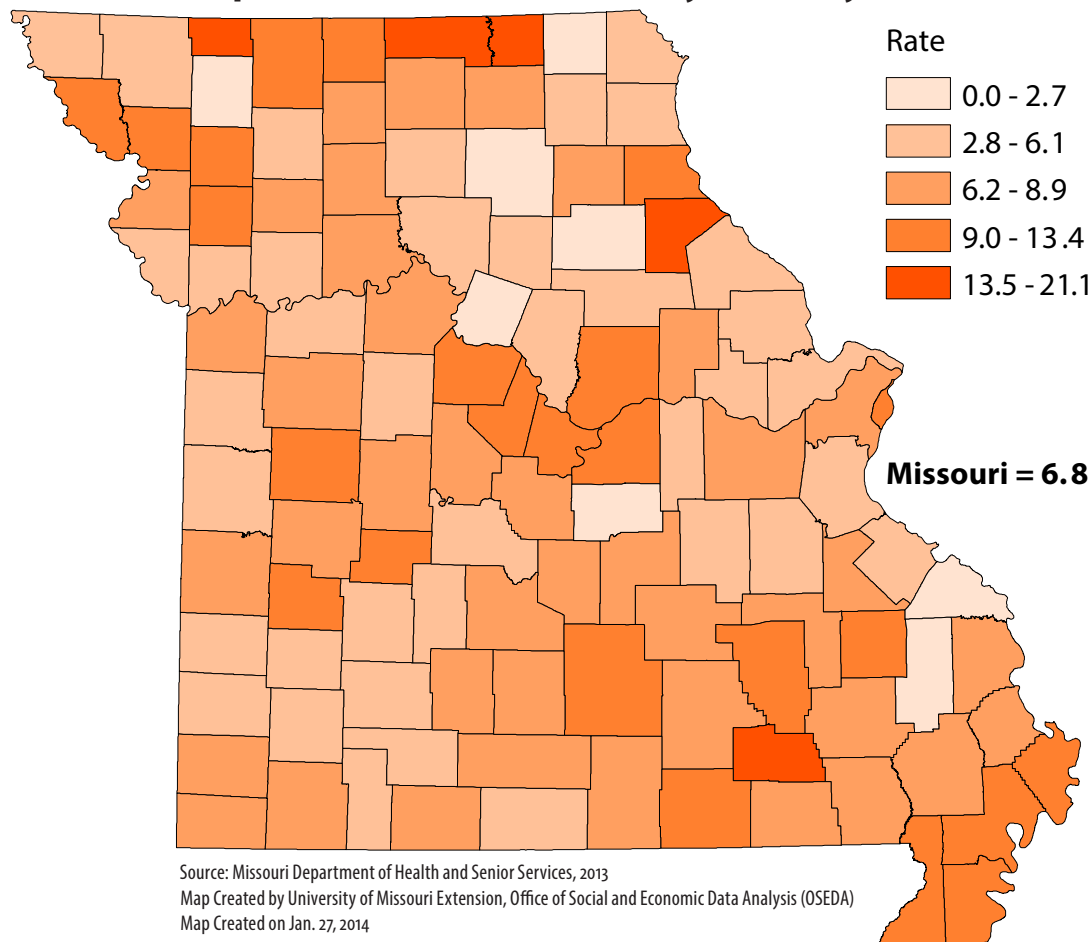 Rate
0.0 - 2.7
2.8 - 6.1
6.2 - 8.9
9.0 - 13.4
13.5 - 21.1
Missouri = 6.8
Source: Missouri Department of Health and Senior Services, 2013
Map Created by University of Missouri Extension, Office of Social and Economic Data Analysis (OSEDA)
Map Created on Jan. 27, 2014